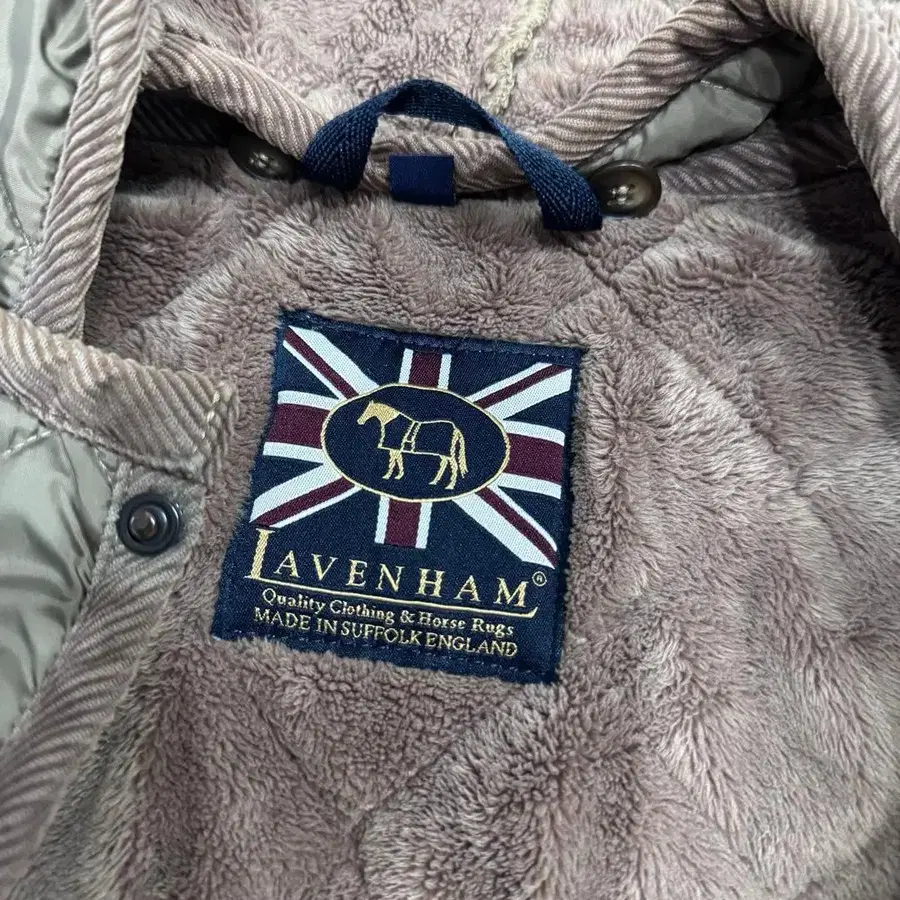 LAVENHAM®
Quality Clothing & Horse Rugs
MADE IN SUFFOLK ENGLAND